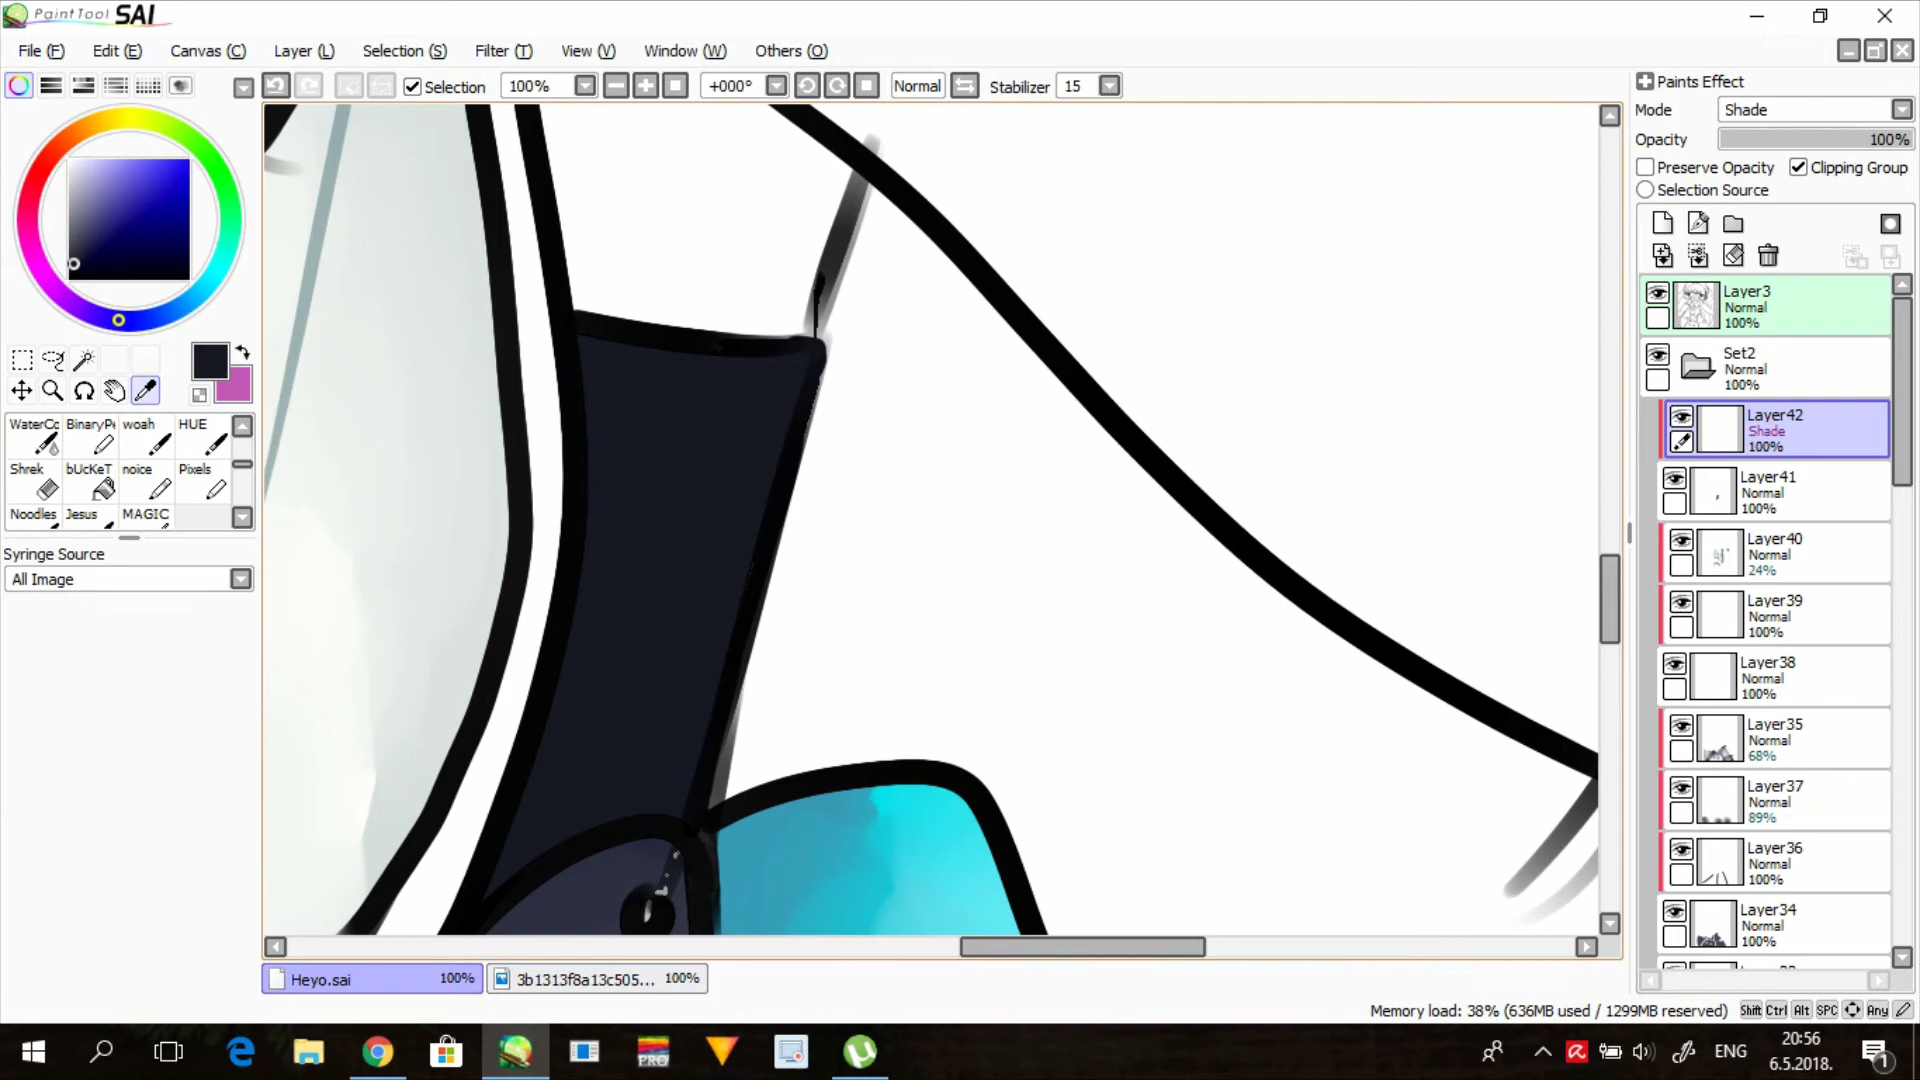 PaintTool SAI
File (F) Edit (E) Canvas (C) Layer (L) Selection (S) Filter (T) View (V) Window (W) Others (O)
Selection 100% +000° Normal Stabilizer 15
Paints Effect
Mode Shade
Opacity 100%
Preserve Opacity Clipping Group
Selection Source
Layer3
Normal
100%
Set2
Normal
100%
Layer42
Shade
100%
Layer41
Normal
100%
Layer40
Normal
24%
Layer39
Normal
100%
Layer38
Normal
100%
Layer35
Normal
68%
Layer37
Normal
89%
Layer36
Normal
100%
Layer34
Normal
100%
WaterCo BinaryPe woah HUE
Shrek bUcKeT noice Pixels
Noodles Jesus MAGIC
Syringe Source
All Image
Heyo.sai 100% 3b1313f8a13c505... 100%
Memory load: 38% (636MB used / 1299MB reserved) Shift Ctrl Alt SPC Any
PRO
ENG
20:56
6.5.2018.
1